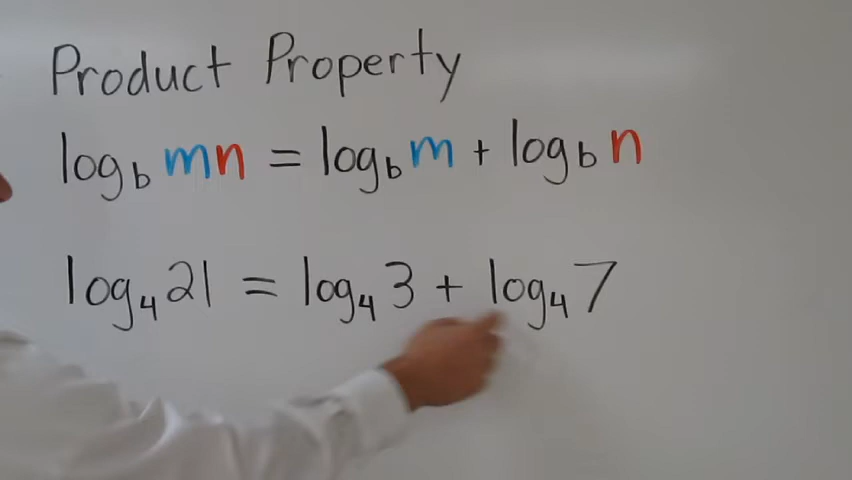 Product Property
log_b mn = log_b m + log_b n
log_4 21 = log_4 3 + log_4 7